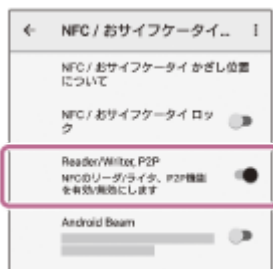 ← NFC / おサイフケータイ...
NFC / おサイフケータイ かざし位置
について
NFC / おサイフケータイ ロッ
ク
Reader/Writer, P2P
NFCのリーダ/ライタ、P2P機能
を有効/無効にします
Android Beam